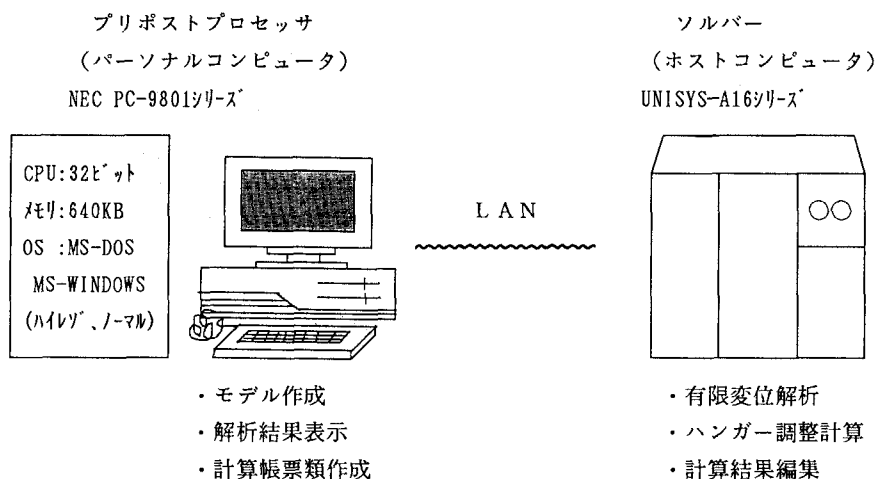 プリポストプロセッサ
(パーソナルコンピュータ)
NEC PC-9801ｼﾘｰｽﾞ
CPU:32ﾋﾞｯﾄ
ﾒﾓﾘ:640KB
OS :MS-DOS
MS-WINDOWS
(ﾊｲﾚｿﾞ、ﾉｰﾏﾙ)
・モデル作成
・解析結果表示
・計算帳票類作成
LAN
ソルバー
(ホストコンピュータ)
UNISYS-A16ｼﾘｰｽﾞ
・有限変位解析
・ハンガー調整計算
・計算結果編集